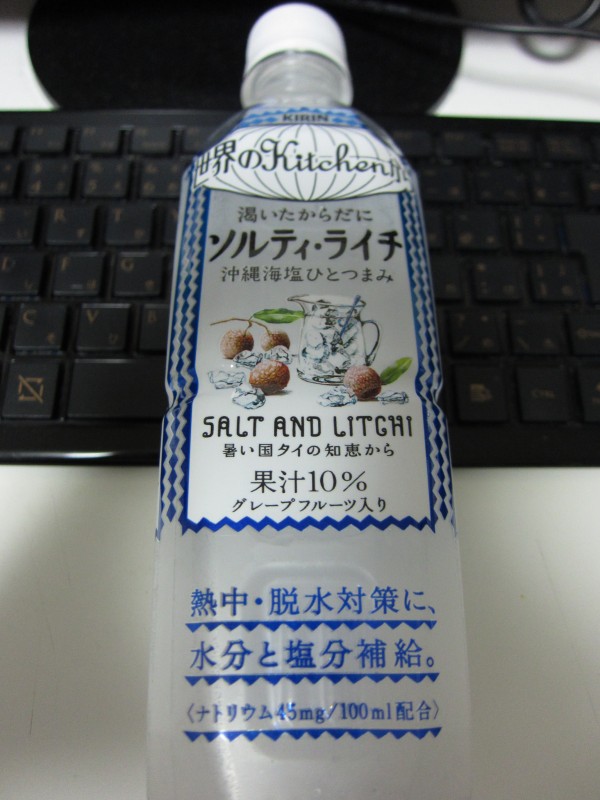 KIRIN
世界のKitchenから
渇いたからだに
ソルティ・ライチ
沖縄海塩ひとつまみ
SALT AND LITCHI
暑い国タイの知恵から
果汁10%
グレープフルーツ入り
熱中・脱水対策に、
水分と塩分補給。
〈ナトリウム45mg/100ml配合〉